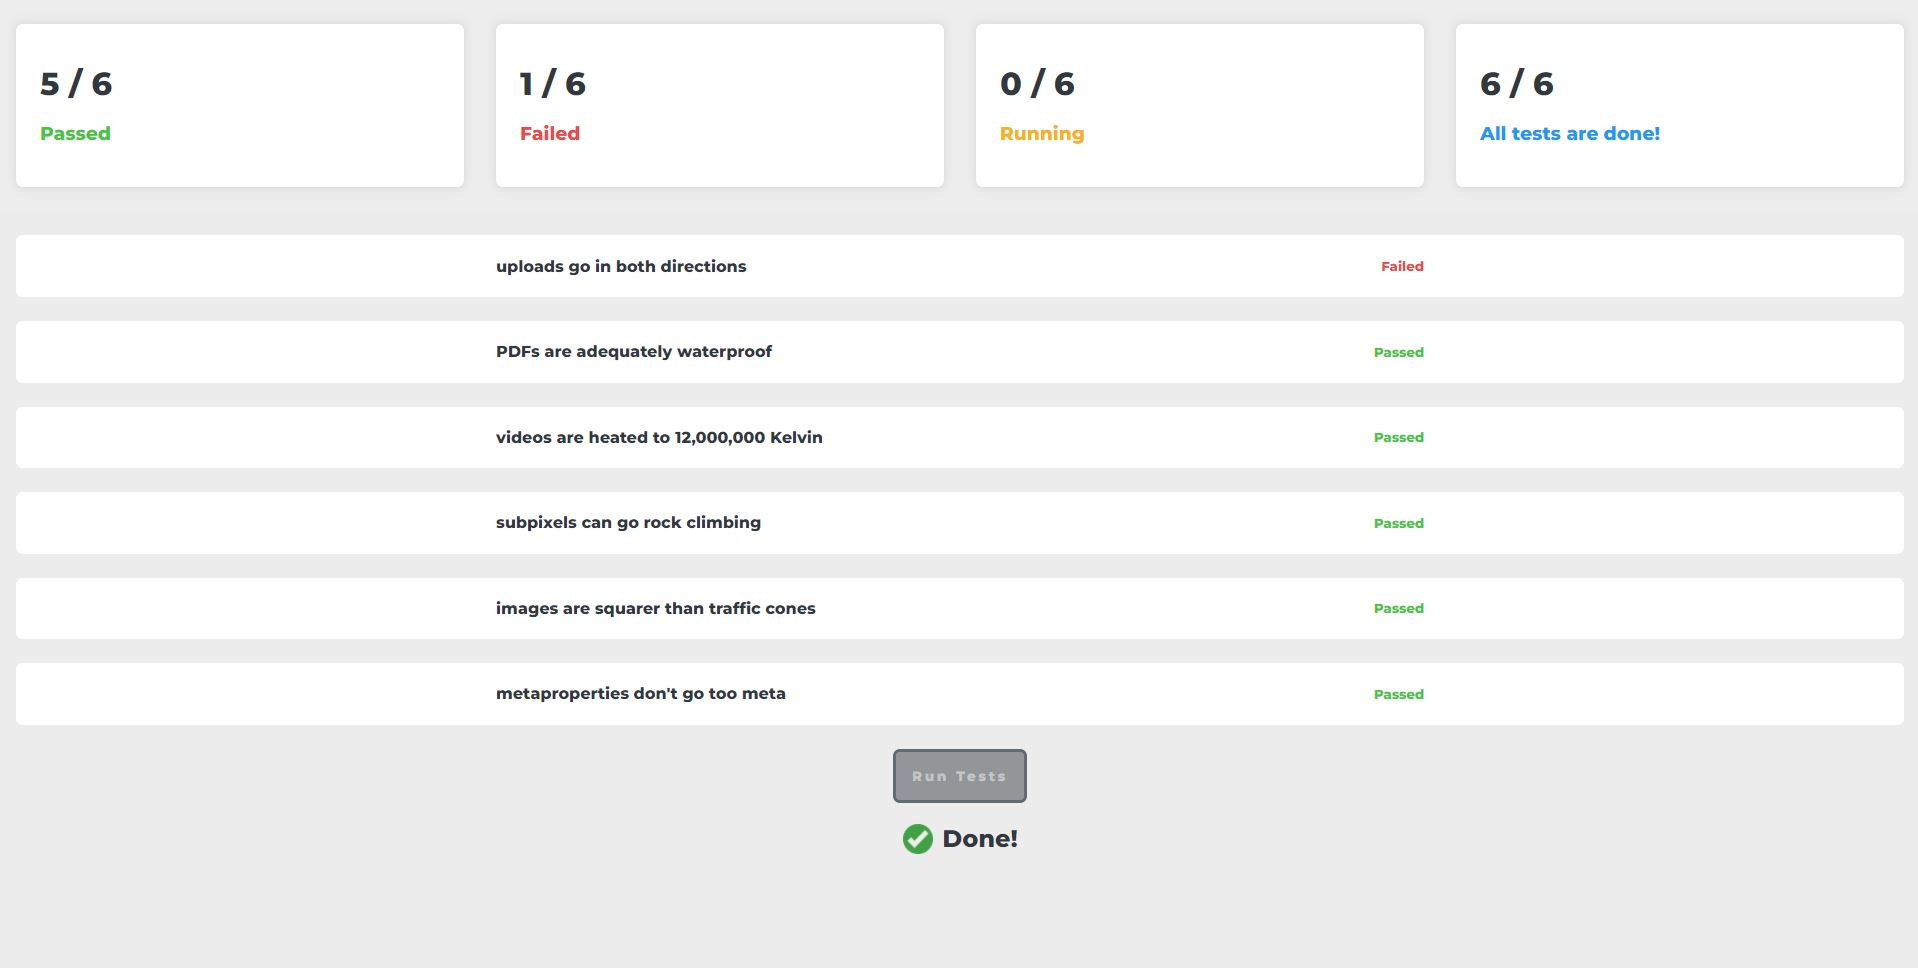 5 / 6
Passed
1 / 6
Failed
0 / 6
Running
6 / 6
All tests are done!
uploads go in both directions Failed
PDFs are adequately waterproof Passed
videos are heated to 12,000,000 Kelvin Passed
subpixels can go rock climbing Passed
images are squarer than traffic cones Passed
metaproperties don't go too meta Passed
Run Tests
Done!